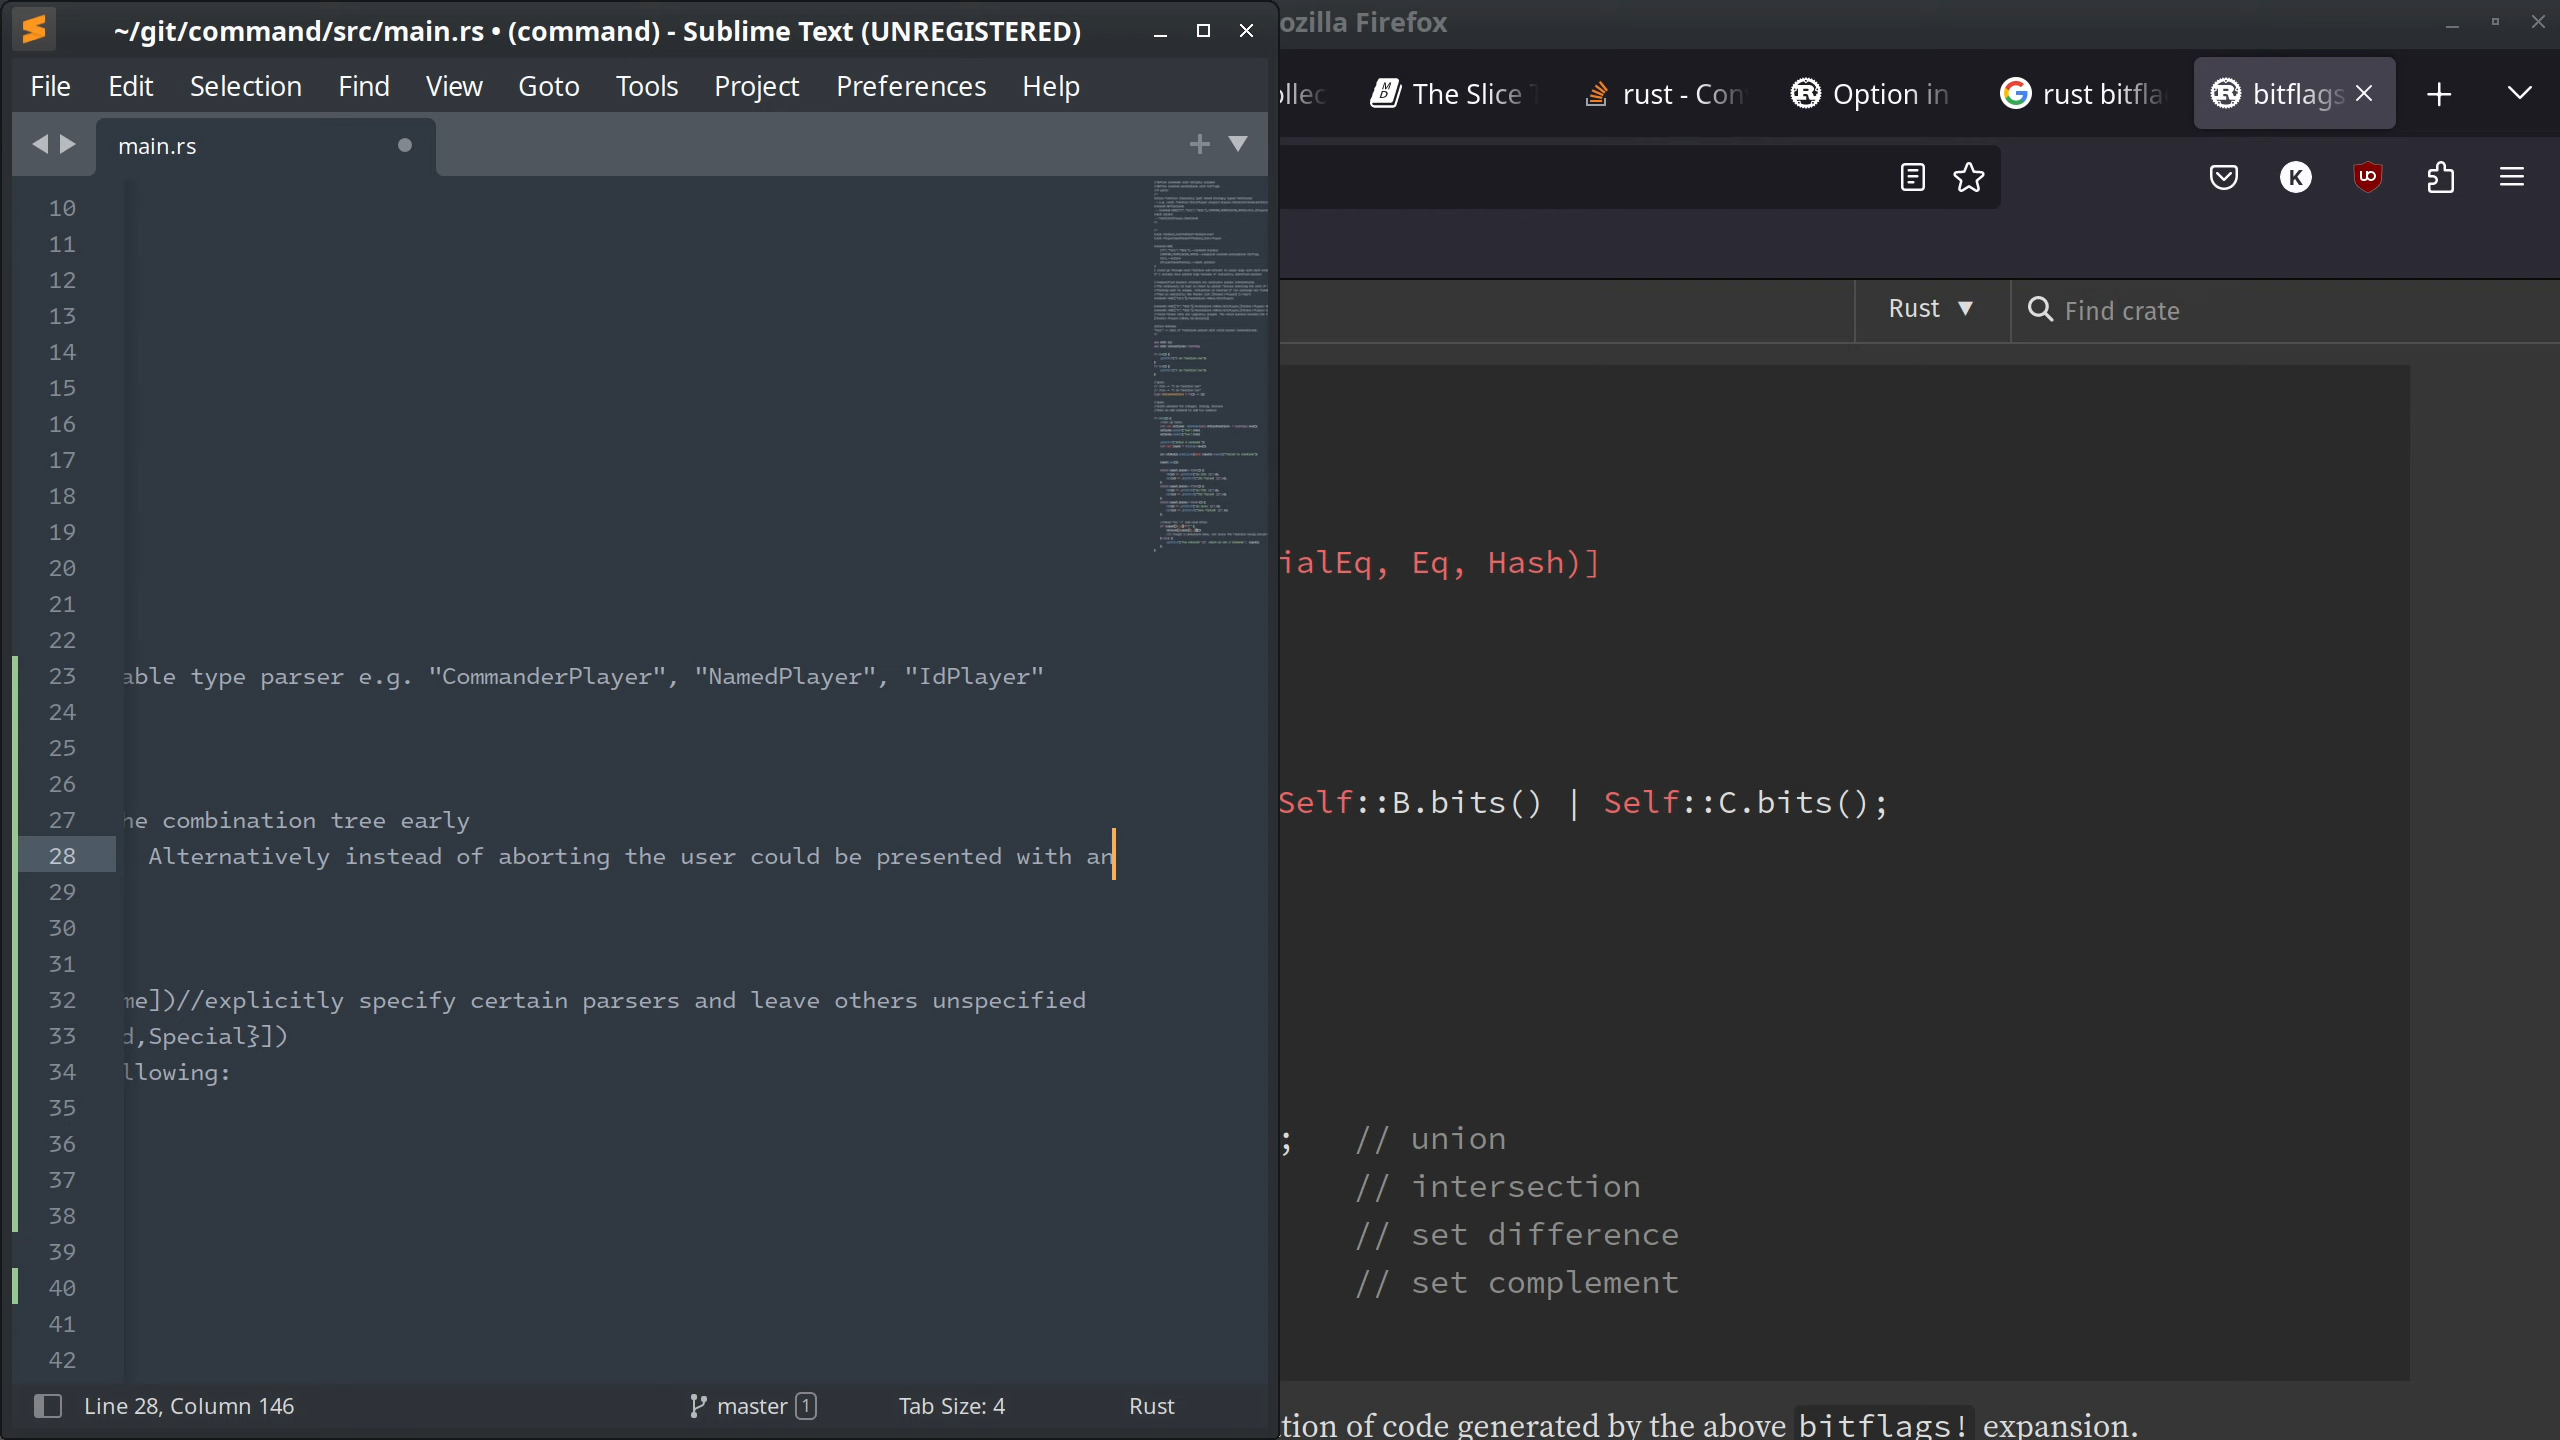 ~/git/command/src/main.rs • (command) - Sublime Text (UNREGISTERED)
File Edit Selection Find View Goto Tools Project Preferences Help
main.rs
10
11
12
13
14
15
16
17
18
19
20
21
22
23 able type parser e.g. "CommanderPlayer", "NamedPlayer", "IdPlayer"
24
25
26
27 he combination tree early
28 Alternatively instead of aborting the user could be presented with an
29
30
31
32 me])//explicitly specify certain parsers and leave others unspecified
33 d,Special}])
34 llowing:
35
36
37
38
39
40
41
42
Line 28, Column 146 master 1 Tab Size: 4 Rust
ozilla Firefox
ollec The Slice T rust - Con Option in rust bitfla bitflags
K
Rust ▼ Find crate
ialEq, Eq, Hash)]
Self::B.bits() | Self::C.bits();
; // union
// intersection
// set difference
// set complement
tion of code generated by the above bitflags! expansion.